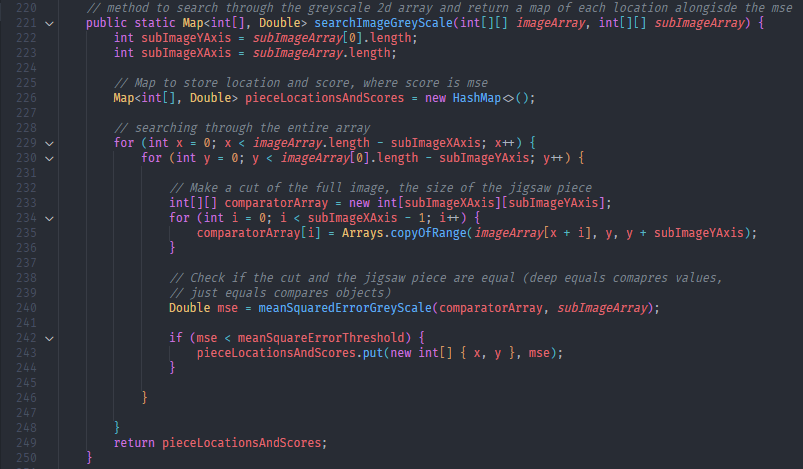 220 // method to search through the greyscale 2d array and return a map of each location alongisde the mse
221 public static Map<int[], Double> searchImageGreyScale(int[][] imageArray, int[][] subImageArray) {
222 int subImageYAxis = subImageArray[0].length;
223 int subImageXAxis = subImageArray.length;
224
225 // Map to store location and score, where score is mse
226 Map<int[], Double> pieceLocationsAndScores = new HashMap<>();
227
228 // searching through the entire array
229 for (int x = 0; x < imageArray.length - subImageXAxis; x++) {
230 for (int y = 0; y < imageArray[0].length - subImageYAxis; y++) {
231
232 // Make a cut of the full image, the size of the jigsaw piece
233 int[][] comparatorArray = new int[subImageXAxis][subImageYAxis];
234 for (int i = 0; i < subImageXAxis - 1; i++) {
235 comparatorArray[i] = Arrays.copyOfRange(imageArray[x + i], y, y + subImageYAxis);
236 }
237
238 // Check if the cut and the jigsaw piece are equal (deep equals comapres values,
239 // just equals compares objects)
240 Double mse = meanSquaredErrorGreyScale(comparatorArray, subImageArray);
241
242 if (mse < meanSquareErrorThreshold) {
243 pieceLocationsAndScores.put(new int[] { x, y }, mse);
244 }
245
246 }
247
248 }
249 return pieceLocationsAndScores;
250 }